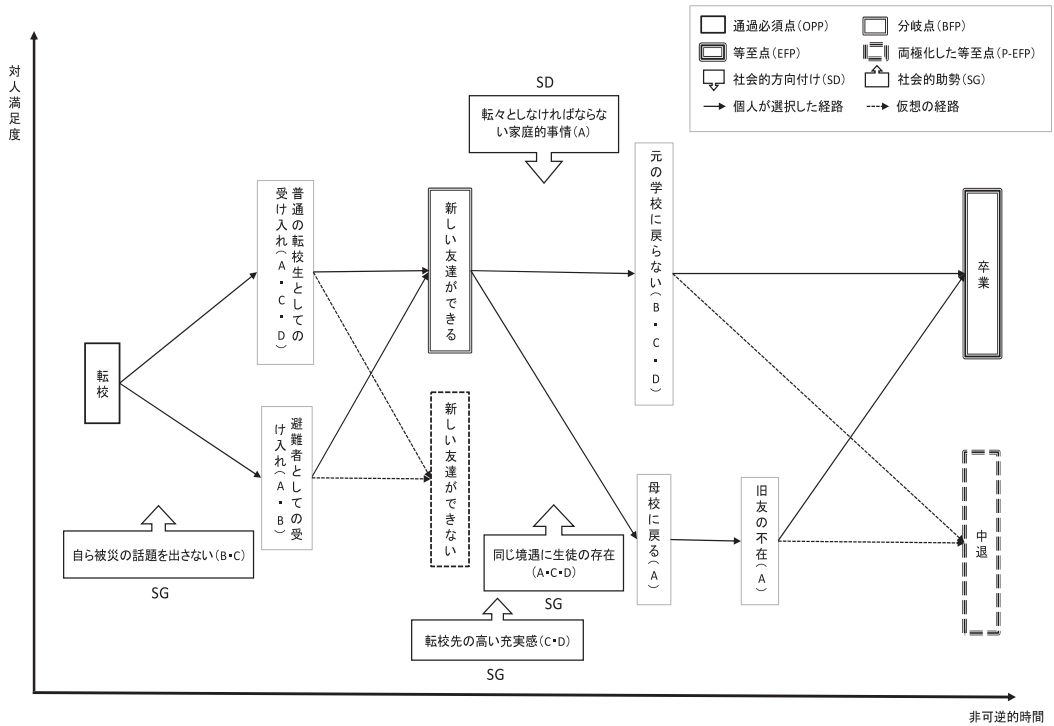 通過必須点(OPP)
分岐点(BFP)
等至点(EFP)
両極化した等至点(P-EFP)
社会的方向付け(SD)
社会的助勢(SG)
個人が選択した経路
仮想の経路
対人満足度
SD
転々としなければならな
い家庭的事情(A)
転校
普通の転校生としての
受け入れ(A・C・D)
避難者としての受
け入れ(A・B)
新しい友達ができる
新しい友達ができない
元の学校に戻らない(B・C・D)
母校に戻る(A)
旧友の不在(A)
卒業
中退
自ら被災の話題を出さない(B・C)
SG
同じ境遇に生徒の存在
(A・C・D)
SG
転校先の高い充実感(C・D)
SG
非可逆的時間